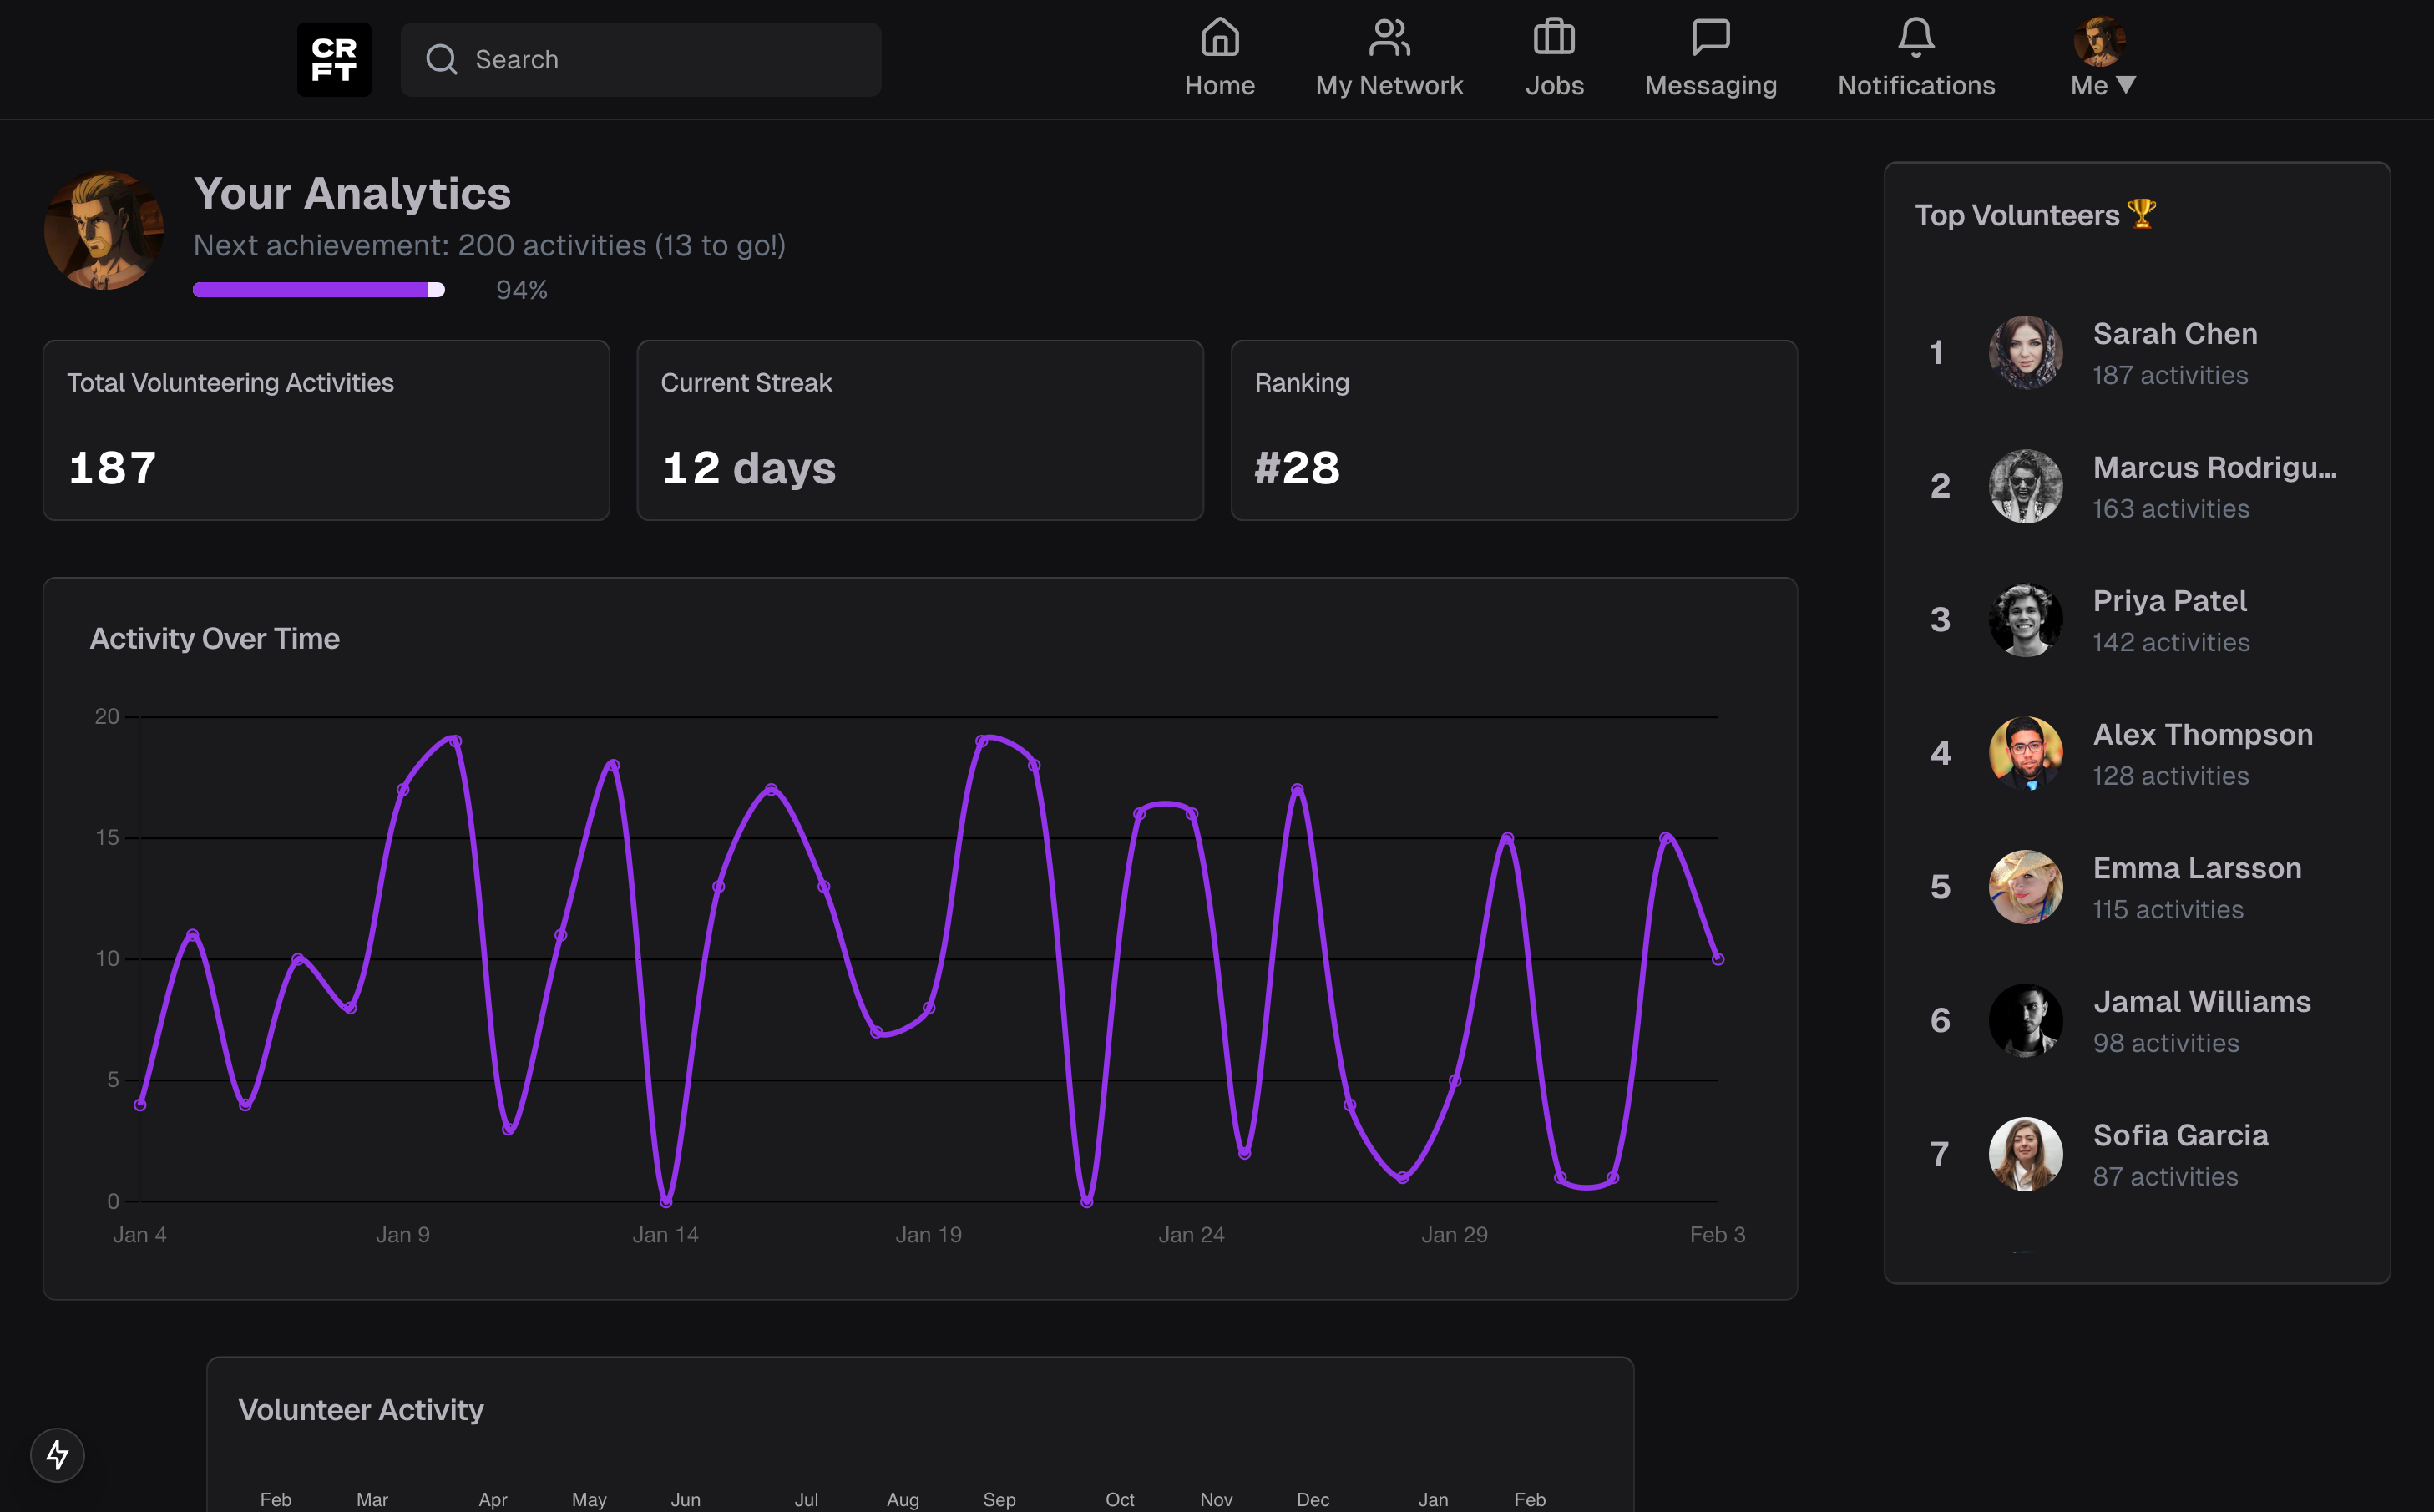 CR
FT
Search
Home
My Network
Jobs
Messaging
Notifications
Me ▼
Your Analytics
Next achievement: 200 activities (13 to go!)
94%
Total Volunteering Activities
187
Current Streak
12 days
Ranking
#28
Activity Over Time
20
15
10
5
0
Jan 4
Jan 9
Jan 14
Jan 19
Jan 24
Jan 29
Feb 3
Top Volunteers 🏆
1
Sarah Chen
187 activities
2
Marcus Rodrigu...
163 activities
3
Priya Patel
142 activities
4
Alex Thompson
128 activities
5
Emma Larsson
115 activities
6
Jamal Williams
98 activities
7
Sofia Garcia
87 activities
Volunteer Activity
Feb
Mar
Apr
May
Jun
Jul
Aug
Sep
Oct
Nov
Dec
Jan
Feb